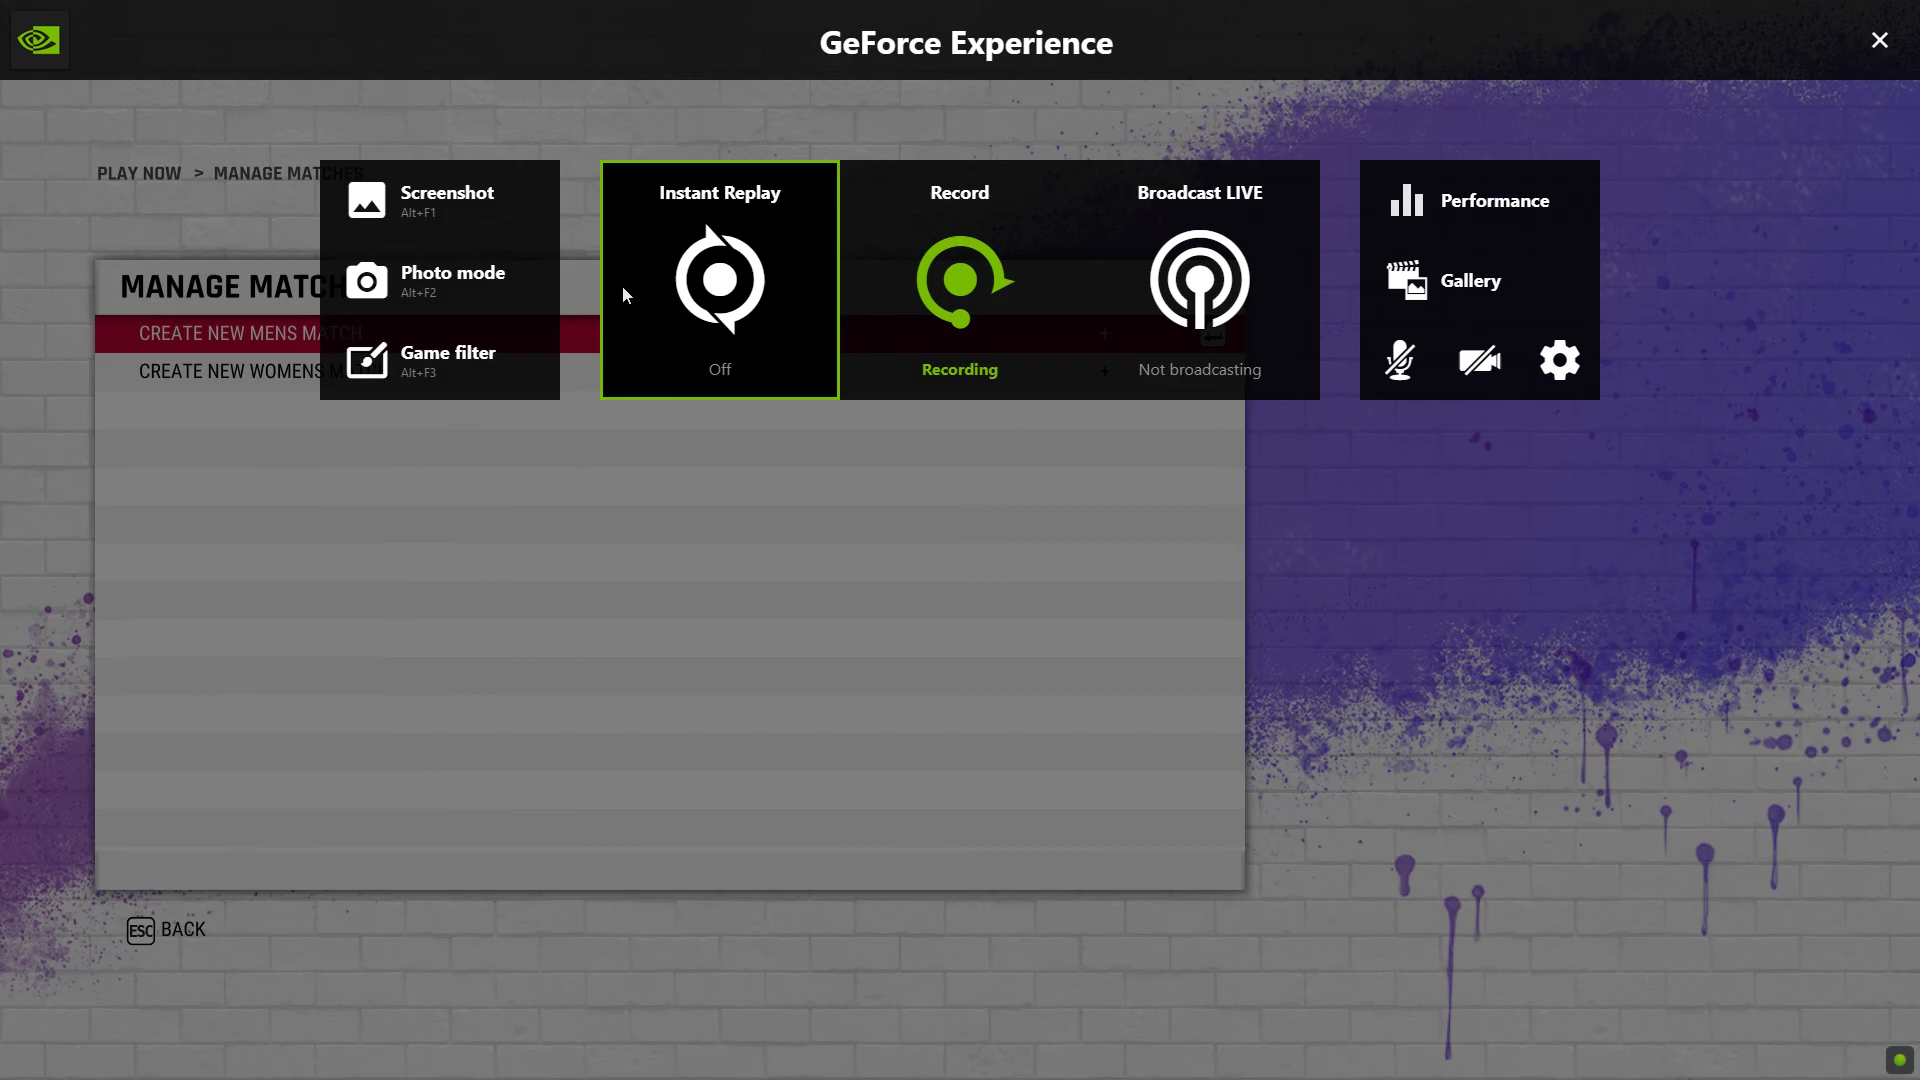 GeForce Experience
PLAY NOW > MANAGE MATCHES
Screenshot
Alt+F1
Photo mode
Alt+F2
Game filter
Alt+F3
Instant Replay
Off
Record
Recording
Broadcast LIVE
Not broadcasting
Performance
Gallery
MANAGE MATCH
CREATE NEW MENS MATCH
CREATE NEW WOMENS
ESC BACK